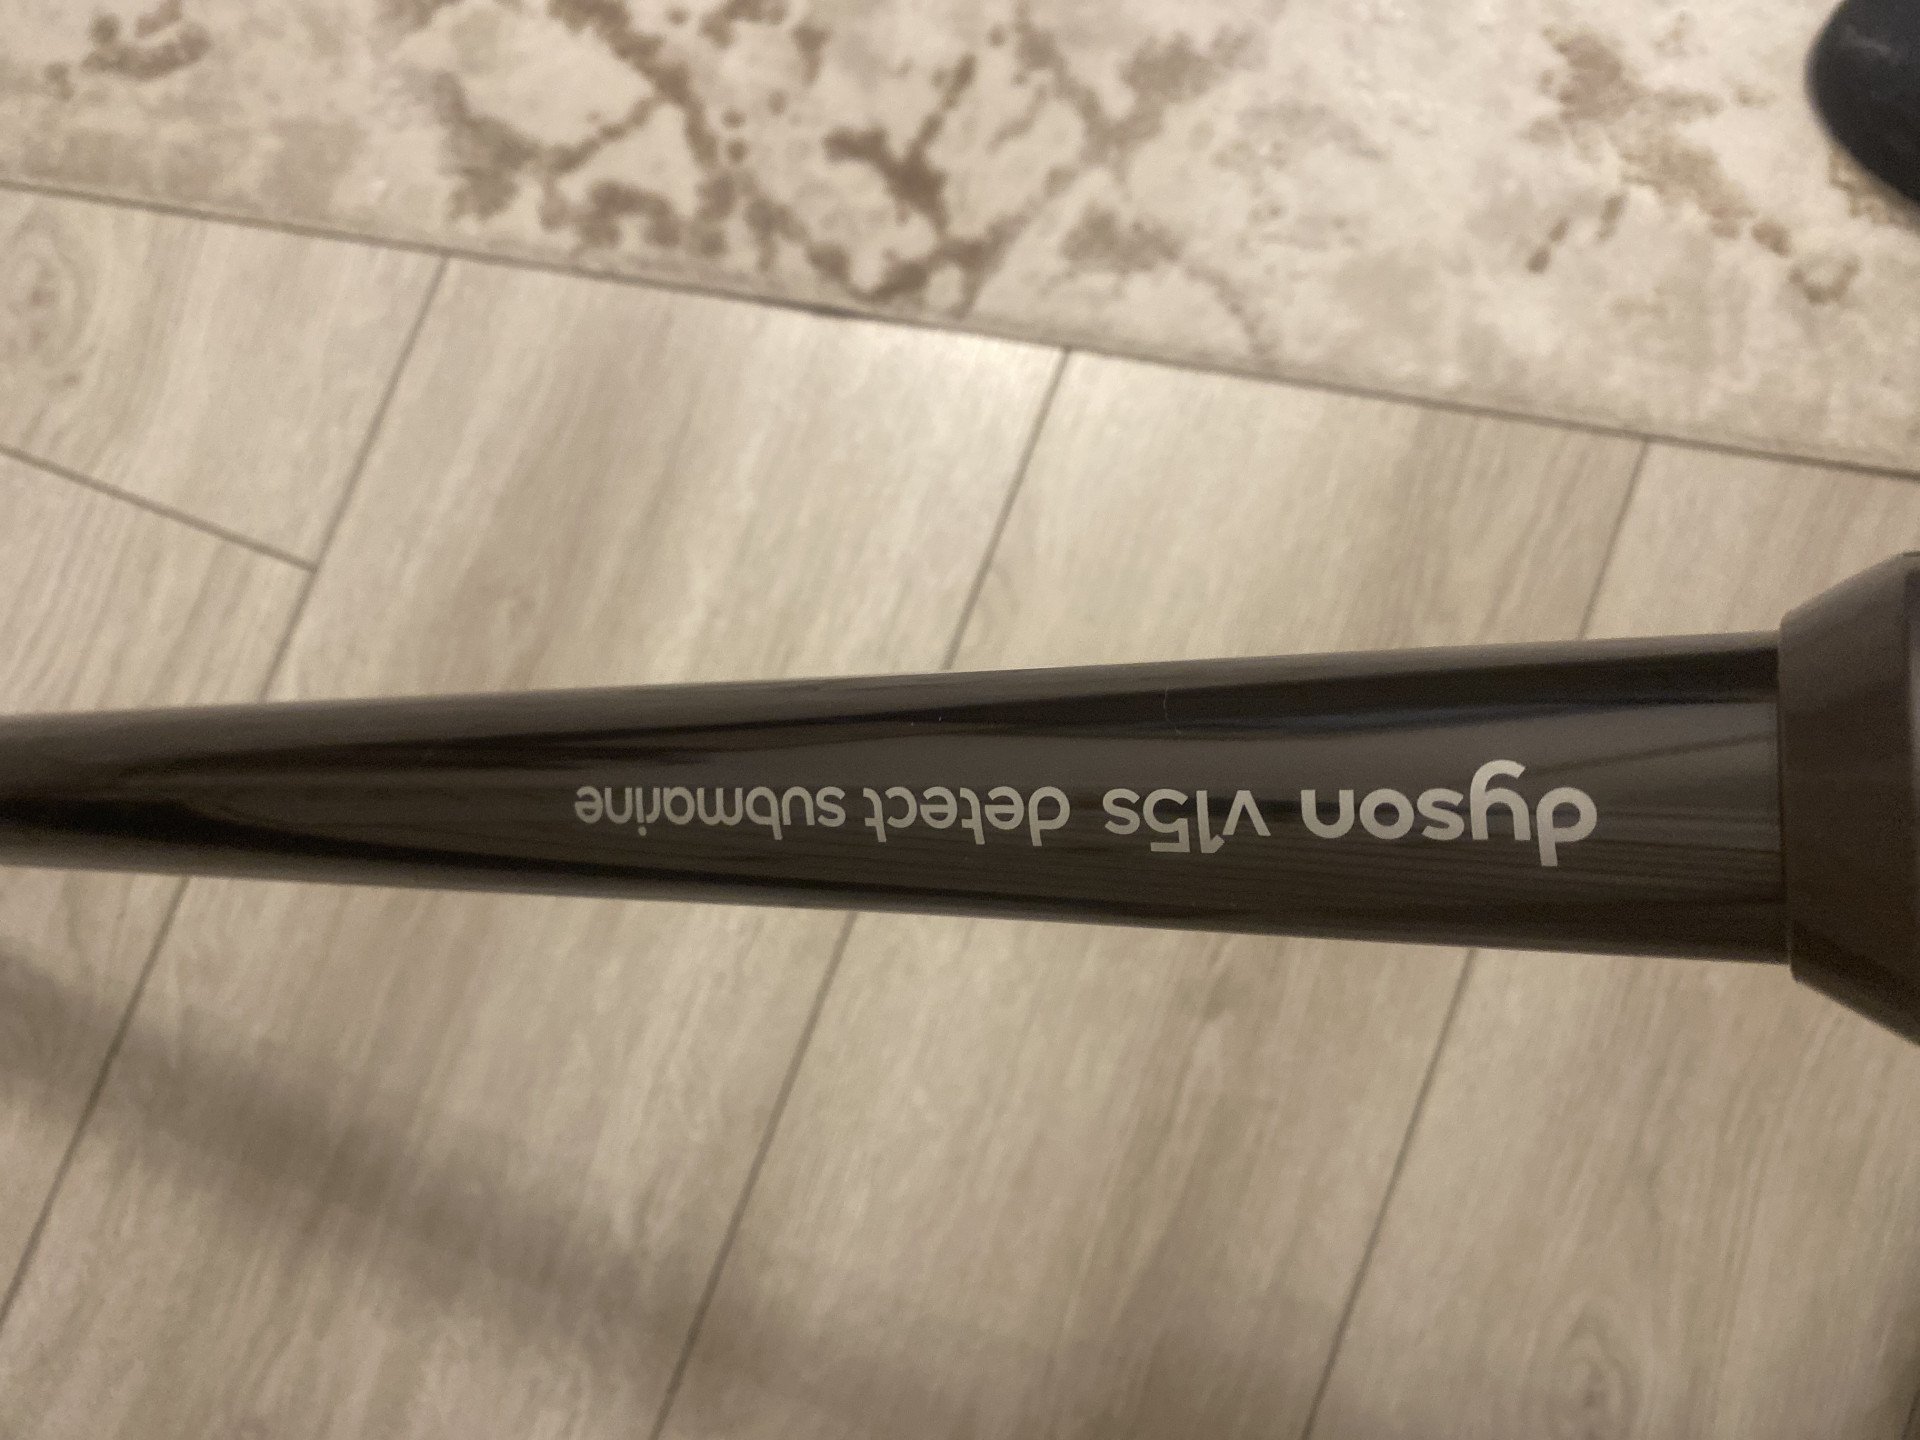 dyson v15s detect submarine